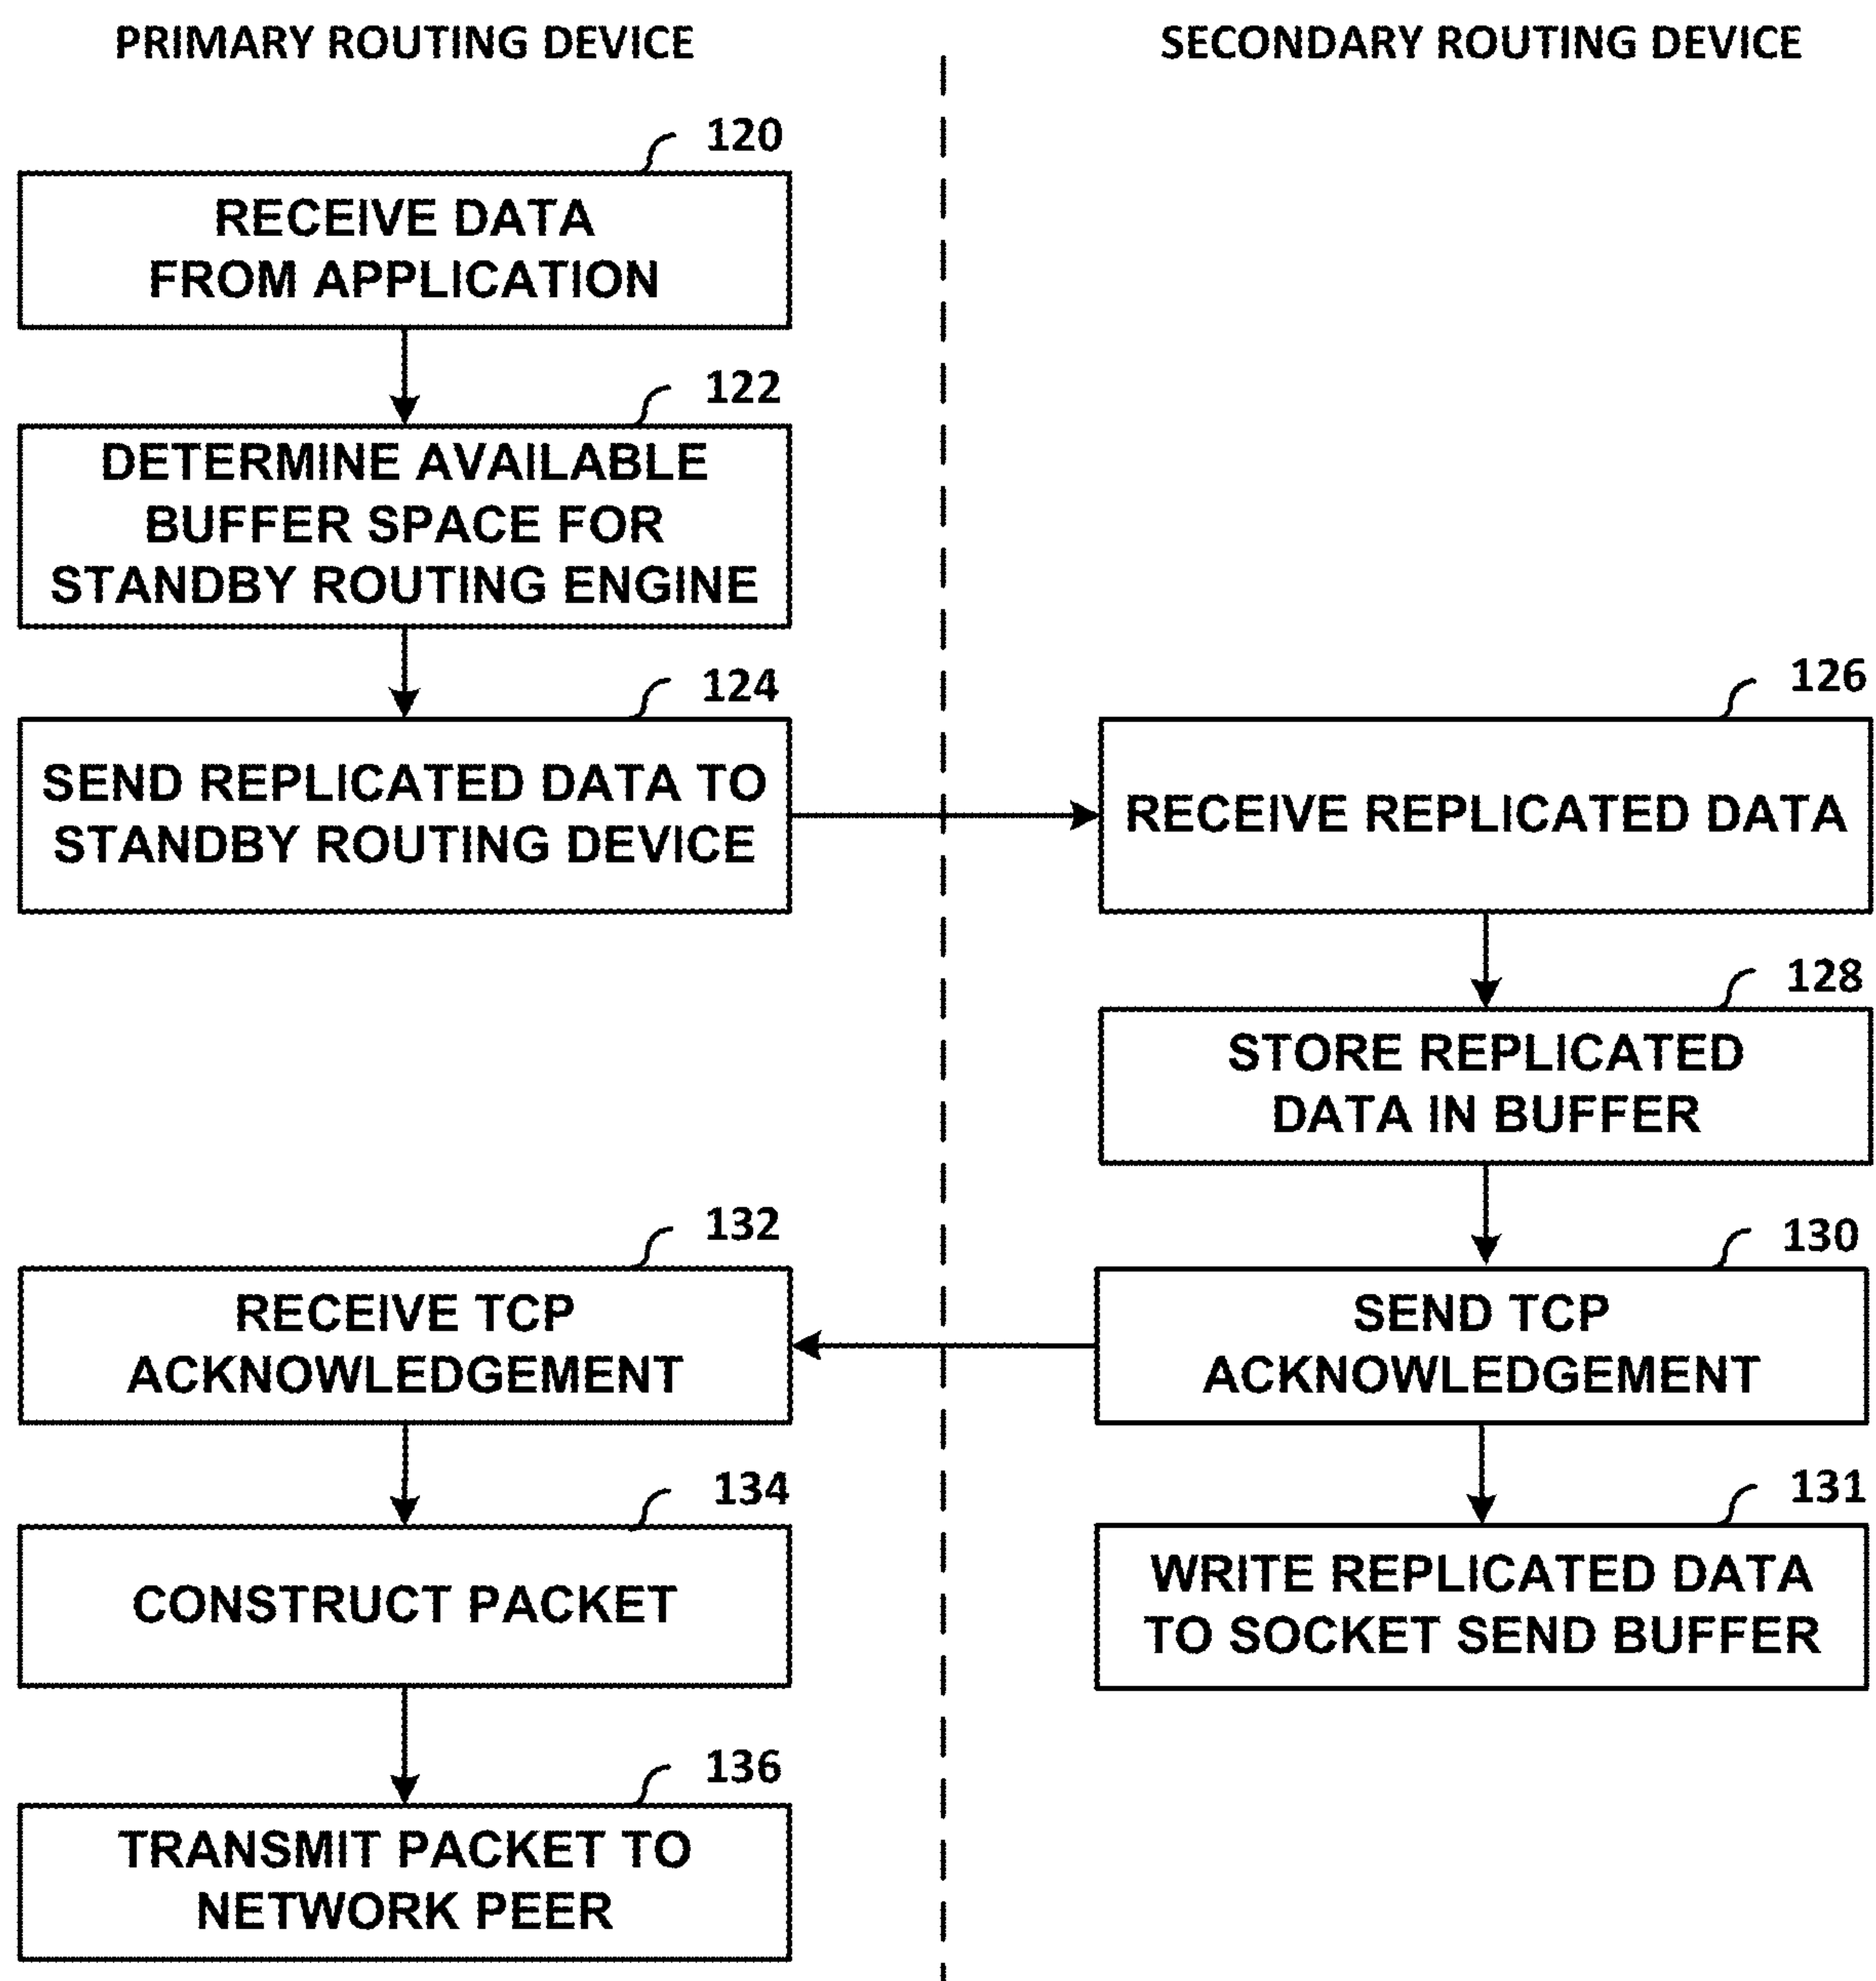 PRIMARY ROUTING DEVICE
SECONDARY ROUTING DEVICE
120
RECEIVE DATA
FROM APPLICATION
122
DETERMINE AVAILABLE
BUFFER SPACE FOR
STANDBY ROUTING ENGINE
124
SEND REPLICATED DATA TO
STANDBY ROUTING DEVICE
126
RECEIVE REPLICATED DATA
128
STORE REPLICATED
DATA IN BUFFER
130
SEND TCP
ACKNOWLEDGEMENT
131
WRITE REPLICATED DATA
TO SOCKET SEND BUFFER
132
RECEIVE TCP
ACKNOWLEDGEMENT
134
CONSTRUCT PACKET
136
TRANSMIT PACKET TO
NETWORK PEER